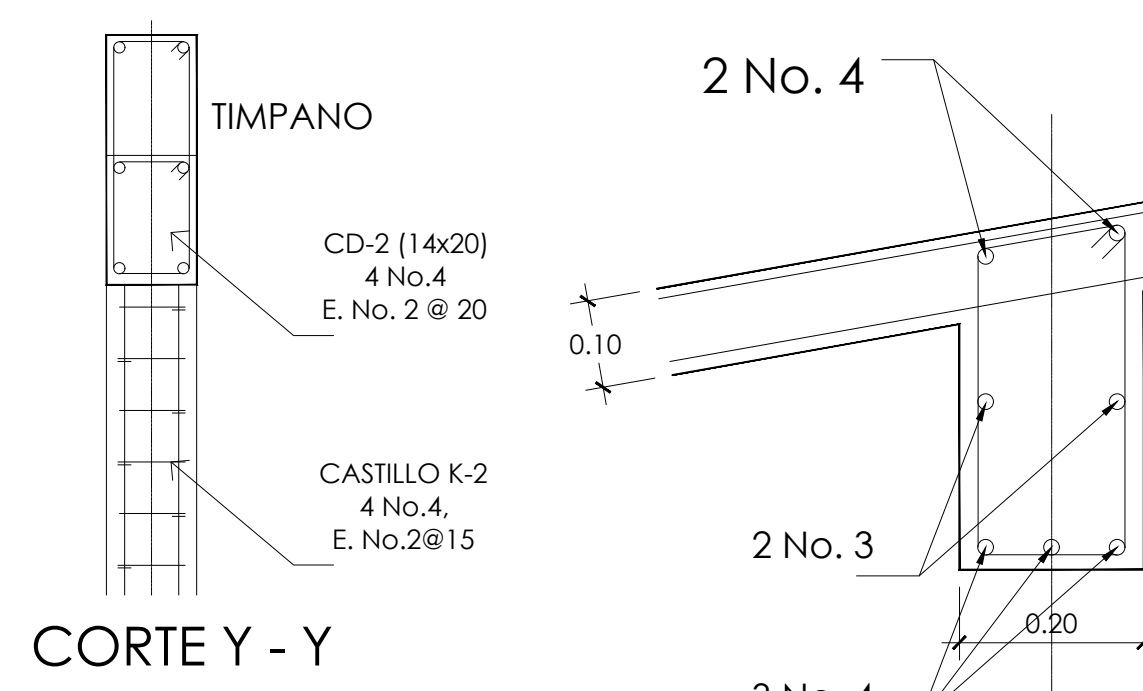 TIMPANO
CD-2 (14x20)
4 No.4
E. No. 2 @ 20
CASTILLO K-2
4 No.4,
E. No.2@15
CORTE Y - Y
2 No. 4
0.10
2 No. 3
0.20